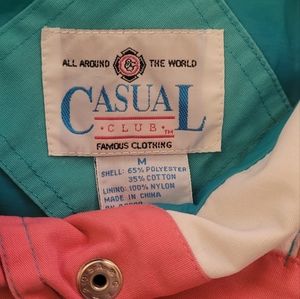 ALL AROUND THE WORLD
CASUAL
· CLUB · TM
FAMOUS CLOTHING
M
SHELL: 65% POLYESTER
35% COTTON
LINING: 100% NYLON
MADE IN CHINA